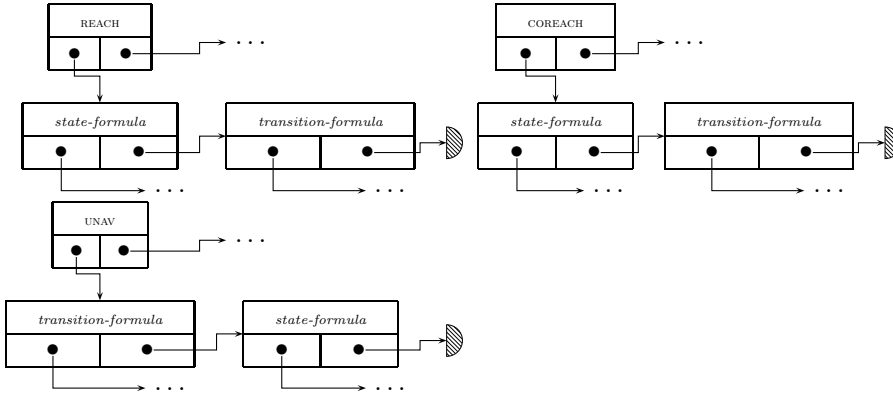 REACH
. . .
COREACH
. . .
state-formula
transition-formula
state-formula
transition-formula
. . .
. . .
. . .
. . .
UNAV
. . .
transition-formula
state-formula
. . .
. . .